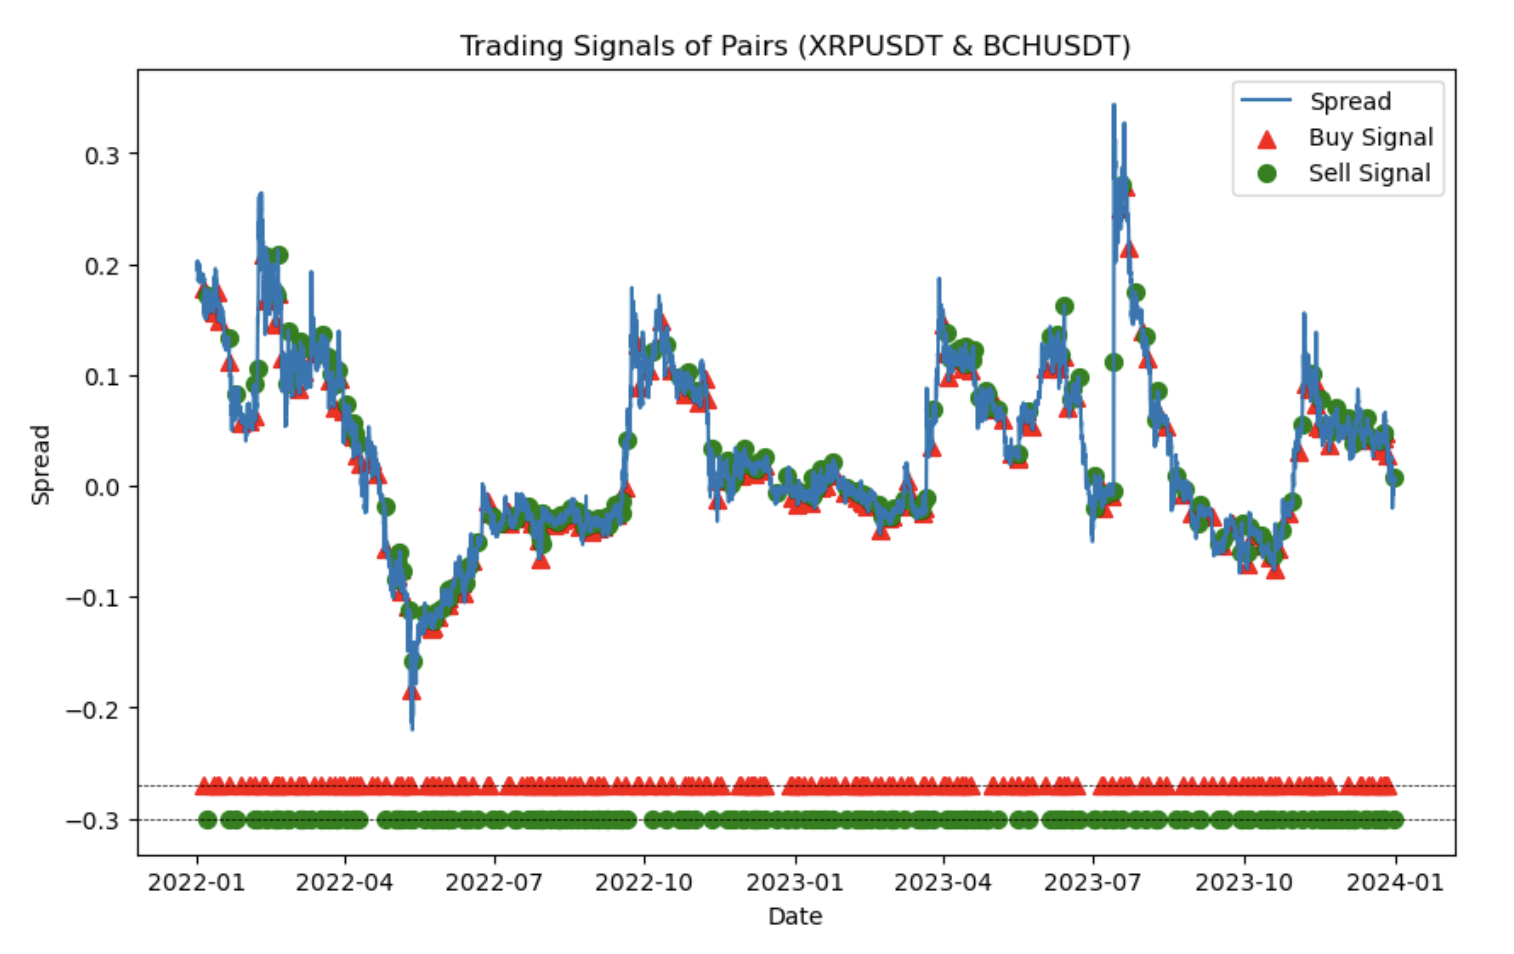 Trading Signals of Pairs (XRPUSDT & BCHUSDT)
Spread
Buy Signal
Sell Signal
0.3
0.2
0.1
0.0
−0.1
−0.2
−0.3
Spread
2022-01 2022-04 2022-07 2022-10 2023-01 2023-04 2023-07 2023-10 2024-01
Date